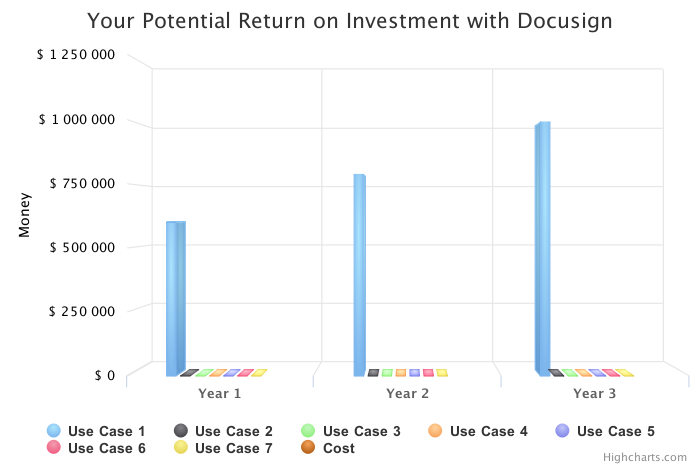 Your Potential Return on Investment with Docusign
$ 1 250 000
$ 1 000 000
$ 750 000
$ 500 000
$ 250 000
$ 0
Money
Year 1 Year 2 Year 3
Use Case 1 Use Case 2 Use Case 3 Use Case 4 Use Case 5
Use Case 6 Use Case 7 Cost
Highcharts.com